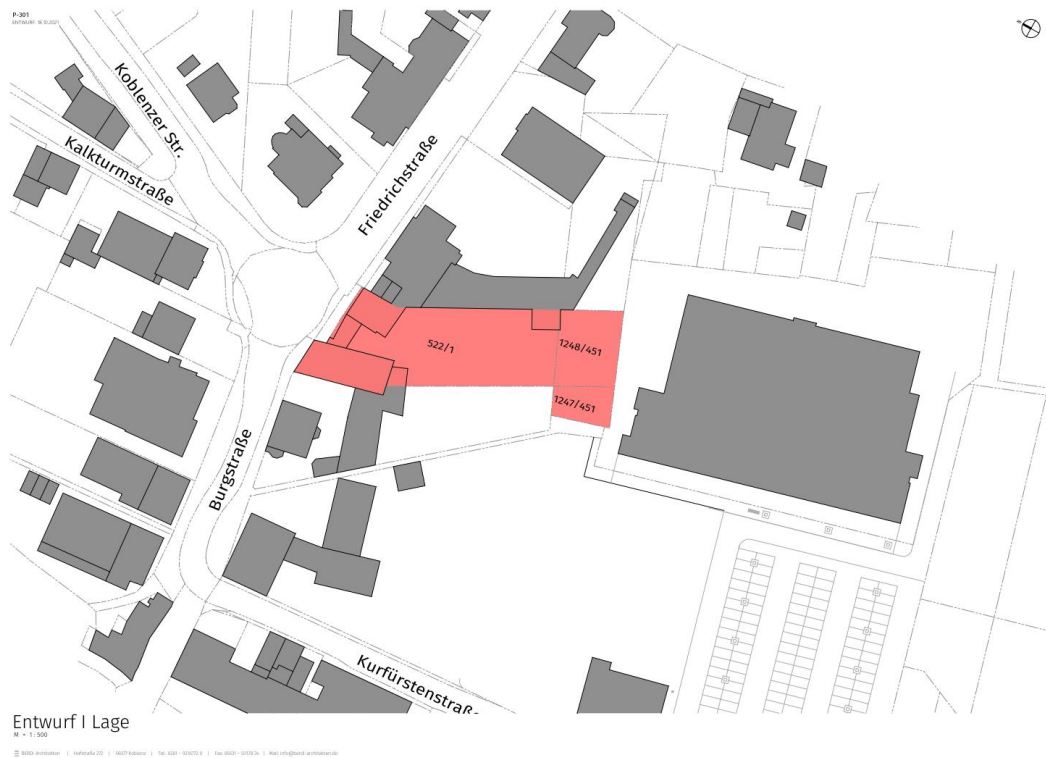 P-301
Koblenzer Str.
Kalkturmstraße
Friedrichstraße
522/1
1248/451
1247/451
Burgstraße
Kurfürstenstraße
Entwurf I Lage
M = 1 : 500